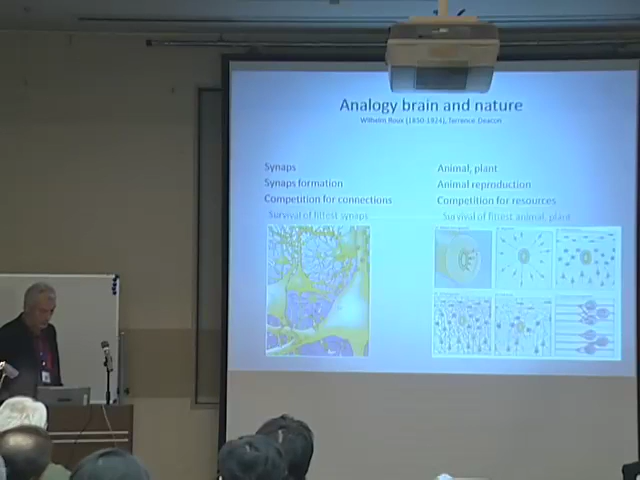 Analogy brain and nature
Wilhelm Roux (1850-1924), Terrence Deacon
Synaps
Synaps formation
Competition for connections
Survival of fittest synaps
Animal, plant
Animal reproduction
Competition for resources
Survival of fittest animal, plant